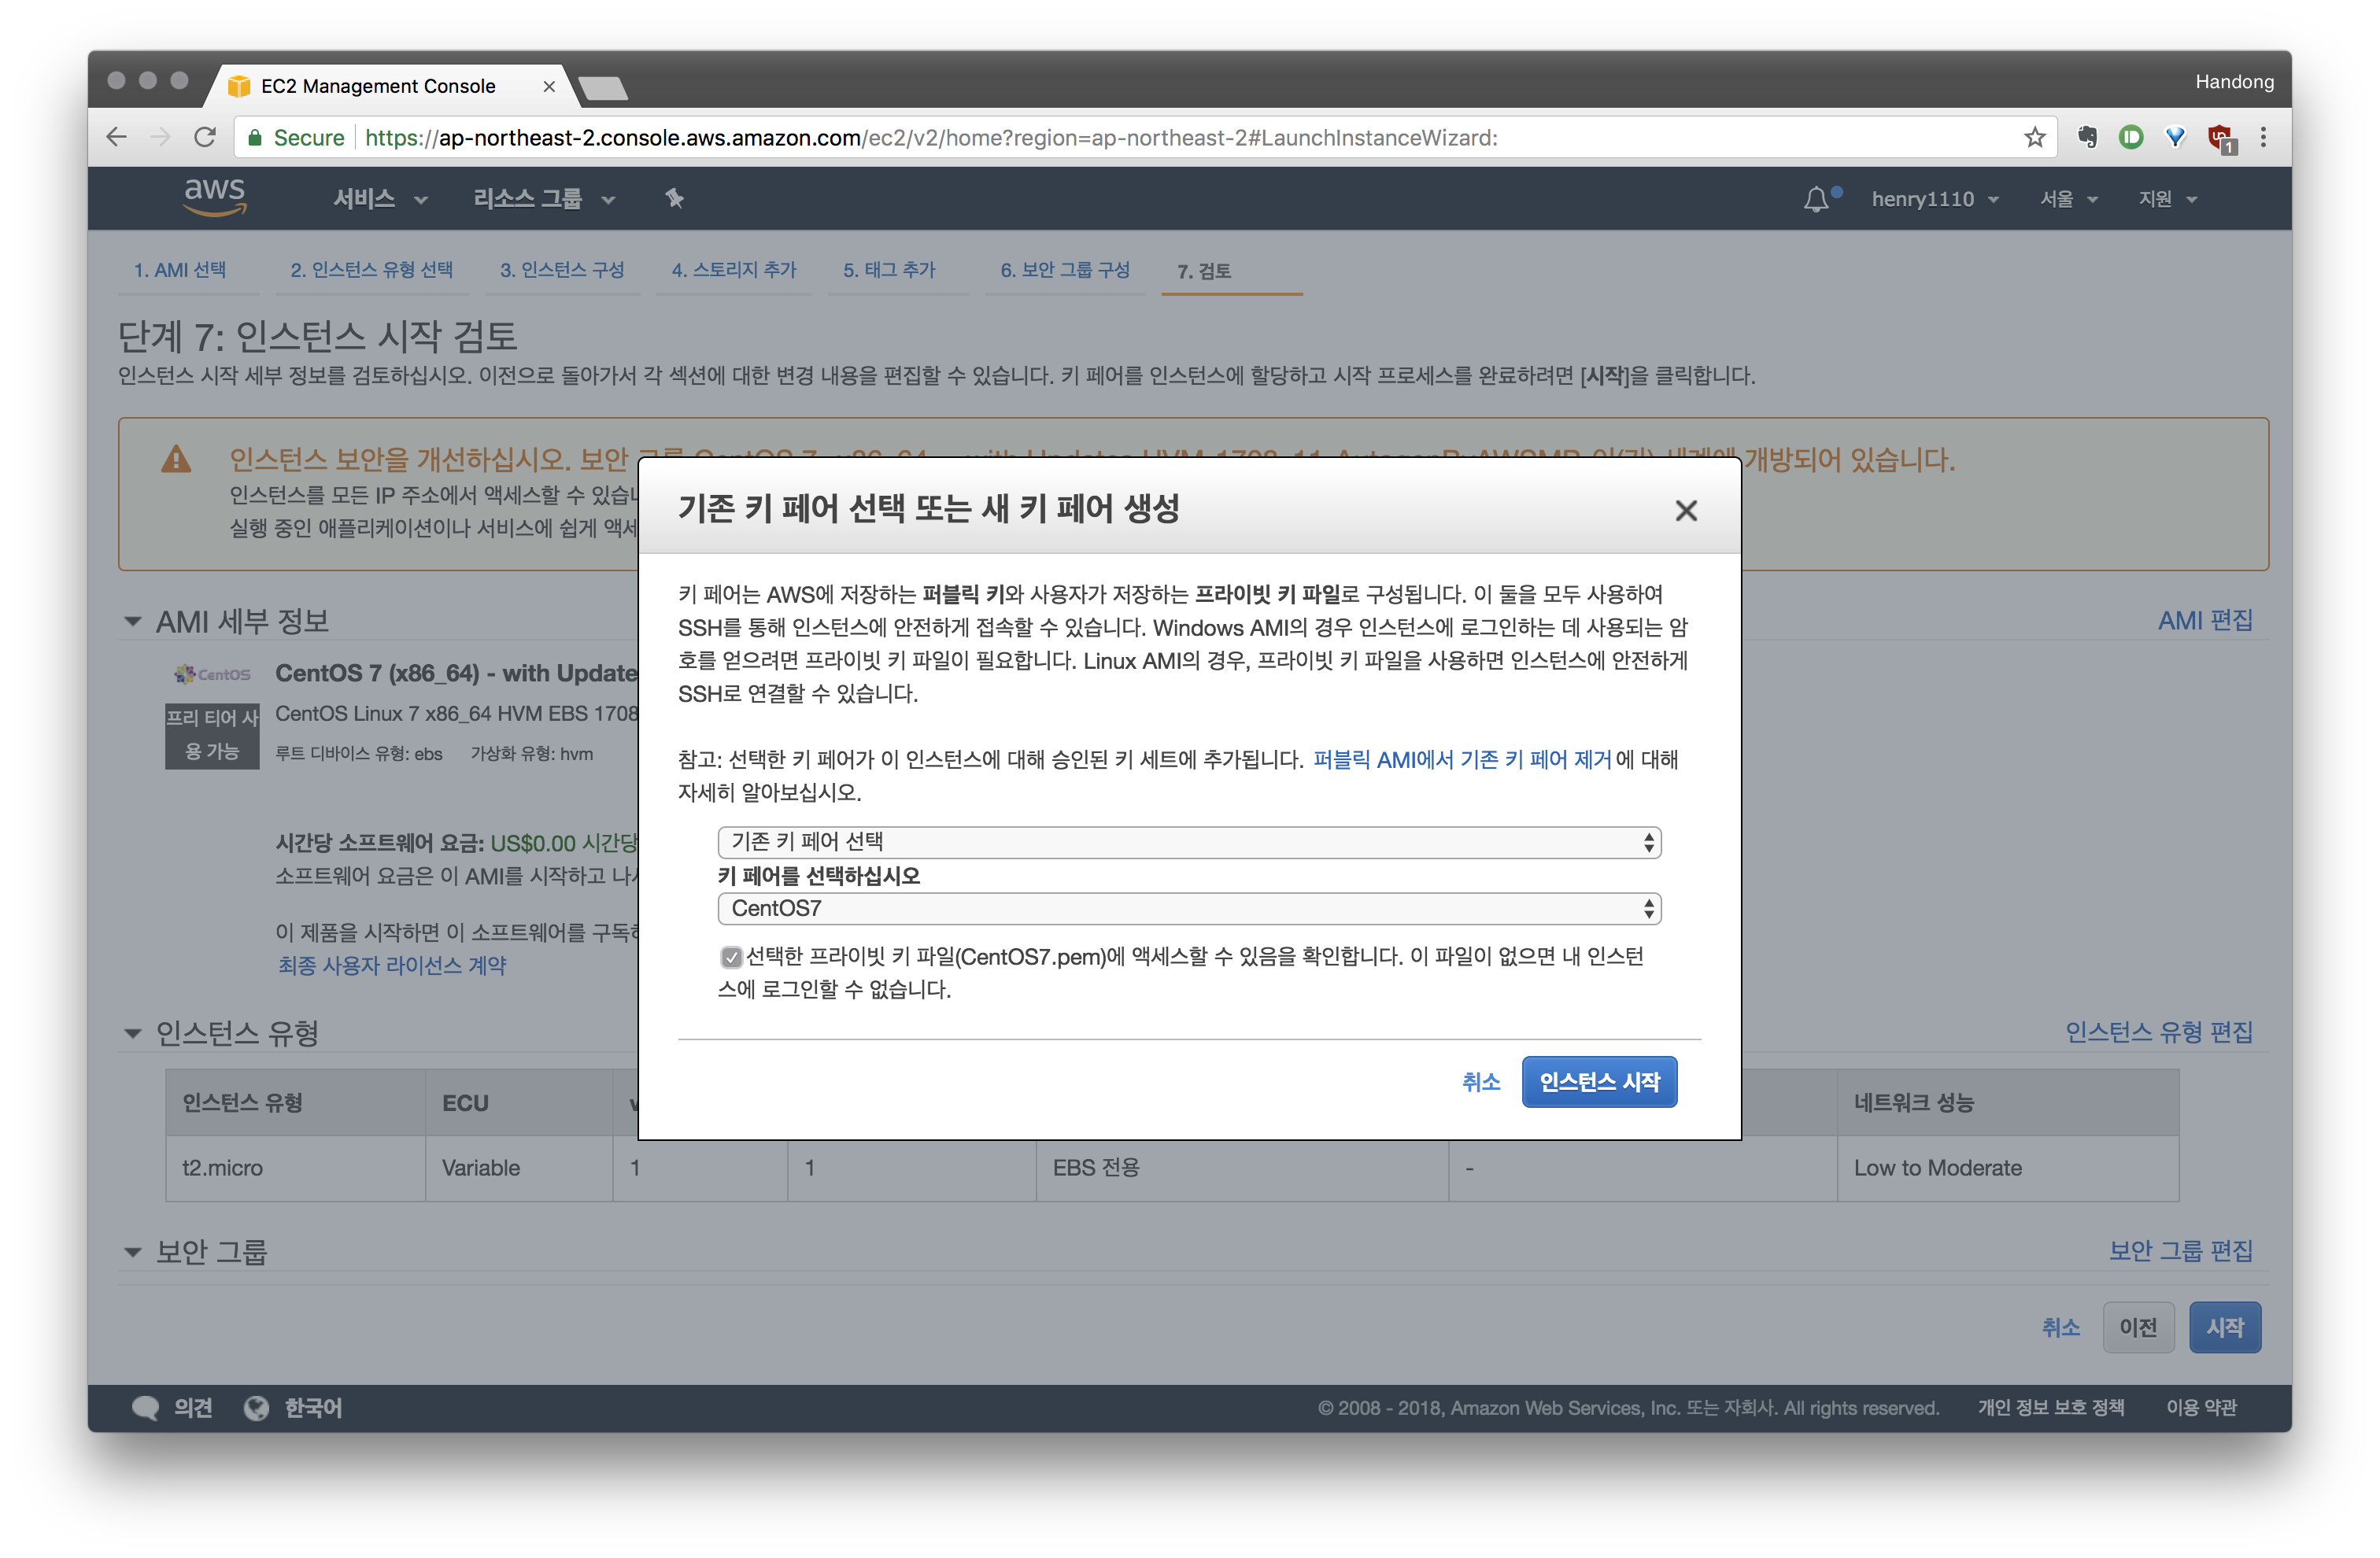 EC2 Management Console
Handong
Secure https://ap-northeast-2.console.aws.amazon.com/ec2/v2/home?region=ap-northeast-2#LaunchInstanceWizard:
1
aws 서비스 리소스 그룹 henry1110 서울 지원
1. AMI 선택 2. 인스턴스 유형 선택 3. 인스턴스 구성 4. 스토리지 추가 5. 태그 추가 6. 보안 그룹 구성 7. 검토
단계 7: 인스턴스 시작 검토
인스턴스 시작 세부 정보를 검토하십시오. 이전으로 돌아가서 각 섹션에 대한 변경 내용을 편집할 수 있습니다. 키 페어를 인스턴스에 할당하고 시작 프로세스를 완료하려면 [시작]을 클릭합니다.
인스턴스 보안을 개선하십시오. 보안 개방되어 있습니다.
인스턴스를 모든 IP 주소에서 액세스할 수 있습
실행 중인 애플리케이션이나 서비스에 쉽게 액세
AMI 세부 정보
AMI 편집
CentOS
CentOS 7 (x86_64) - with Update
프리 티어 사
용 가능
CentOS Linux 7 x86_64 HVM EBS 1708
루트 디바이스 유형: ebs 가상화 유형: hvm
시간당 소프트웨어 요금: US$0.00 시간당
소프트웨어 요금은 이 AMI를 시작하고 나
이 제품을 시작하면 이 소프트웨어를 구독
최종 사용자 라이선스 계약
기존 키 페어 선택 또는 새 키 페어 생성
키 페어는 AWS에 저장하는 퍼블릭 키와 사용자가 저장하는 프라이빗 키 파일로 구성됩니다. 이 둘을 모두 사용하여
SSH를 통해 인스턴스에 안전하게 접속할 수 있습니다. Windows AMI의 경우 인스턴스에 로그인하는 데 사용되는 암
호를 얻으려면 프라이빗 키 파일이 필요합니다. Linux AMI의 경우, 프라이빗 키 파일을 사용하면 인스턴스에 안전하게
SSH로 연결할 수 있습니다.
참고: 선택한 키 페어가 이 인스턴스에 대해 승인된 키 세트에 추가됩니다. 퍼블릭 AMI에서 기존 키 페어 제거에 대해
자세히 알아보십시오.
기존 키 페어 선택
키 페어를 선택하십시오
CentOS7
선택한 프라이빗 키 파일(CentOS7.pem)에 액세스할 수 있음을 확인합니다. 이 파일이 없으면 내 인스턴
스에 로그인할 수 없습니다.
취소 인스턴스 시작
인스턴스 유형
인스턴스 유형 편집
인스턴스 유형 ECU 네트워크 성능
t2.micro Variable 1 1 EBS 전용 - Low to Moderate
보안 그룹
보안 그룹 편집
취소 이전 시작
의견 한국어 © 2008 - 2018, Amazon Web Services, Inc. 또는 자회사. All rights reserved. 개인 정보 보호 정책 이용 약관